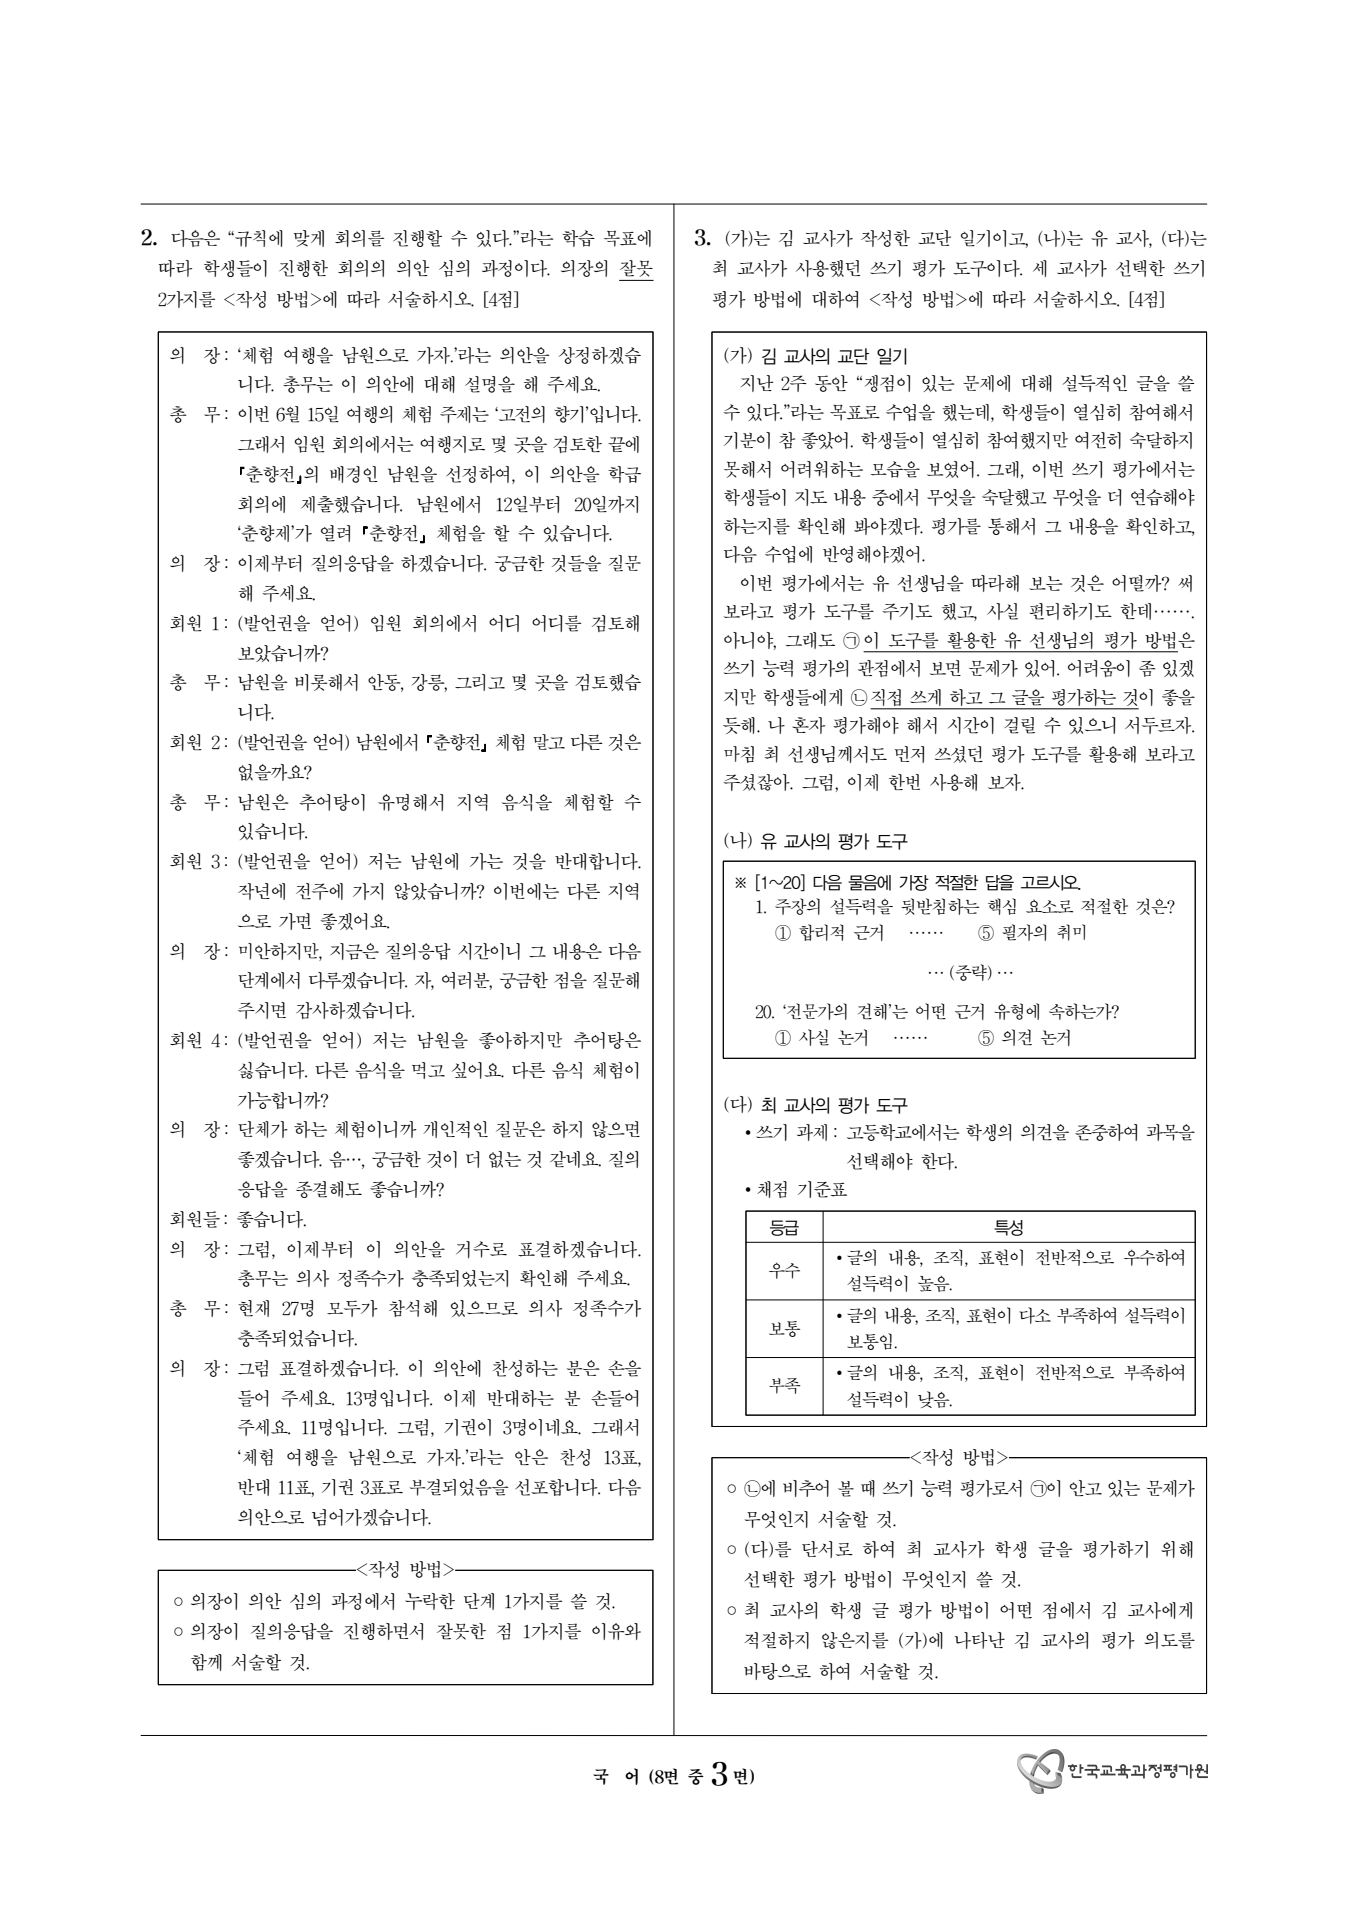 2. 다음은 “규칙에 맞게 회의를 진행할 수 있다.”라는 학습 목표에
따라 학생들이 진행한 회의의 의안 심의 과정이다. 의장의 잘못
2가지를 <작성 방법>에 따라 서술하시오. [4점]
의 장: ‘체험 여행을 남원으로 가자.’라는 의안을 상정하겠습
니다. 총무는 이 의안에 대해 설명을 해 주세요.
총 무: 이번 6월 15일 여행의 체험 주제는 ‘고전의 향기’입니다.
그래서 임원 회의에서는 여행지로 몇 곳을 검토한 끝에
『춘향전』의 배경인 남원을 선정하여, 이 의안을 학급
회의에 제출했습니다. 남원에서 12일부터 20일까지
‘춘향제’가 열려 『춘향전』 체험을 할 수 있습니다.
의 장: 이제부터 질의응답을 하겠습니다. 궁금한 것들을 질문
해 주세요.
회원 1: (발언권을 얻어) 임원 회의에서 어디 어디를 검토해
보았습니까?
총 무: 남원을 비롯해서 안동, 강릉, 그리고 몇 곳을 검토했습
니다.
회원 2: (발언권을 얻어) 남원에서 『춘향전』 체험 말고 다른 것은
없을까요?
총 무: 남원은 추어탕이 유명해서 지역 음식을 체험할 수
있습니다.
회원 3: (발언권을 얻어) 저는 남원에 가는 것을 반대합니다.
작년에 전주에 가지 않았습니까? 이번에는 다른 지역
으로 가면 좋겠어요.
의 장: 미안하지만, 지금은 질의응답 시간이니 그 내용은 다음
단계에서 다루겠습니다. 자, 여러분, 궁금한 점을 질문해
주시면 감사하겠습니다.
회원 4: (발언권을 얻어) 저는 남원을 좋아하지만 추어탕은
싫습니다. 다른 음식을 먹고 싶어요. 다른 음식 체험이
가능합니까?
의 장: 단체가 하는 체험이니까 개인적인 질문은 하지 않으면
좋겠습니다. 음…, 궁금한 것이 더 없는 것 같네요. 질의
응답을 종결해도 좋습니까?
회원들: 좋습니다.
의 장: 그럼, 이제부터 이 의안을 거수로 표결하겠습니다.
총무는 의사 정족수가 충족되었는지 확인해 주세요.
총 무: 현재 27명 모두가 참석해 있으므로 의사 정족수가
충족되었습니다.
의 장: 그럼 표결하겠습니다. 이 의안에 찬성하는 분은 손을
들어 주세요. 13명입니다. 이제 반대하는 분 손들어
주세요. 11명입니다. 그럼, 기권이 3명이네요. 그래서
‘체험 여행을 남원으로 가자.’라는 안은 찬성 13표,
반대 11표, 기권 3표로 부결되었음을 선포합니다. 다음
의안으로 넘어가겠습니다.
<작성 방법>
○ 의장이 의안 심의 과정에서 누락한 단계 1가지를 쓸 것.
○ 의장이 질의응답을 진행하면서 잘못한 점 1가지를 이유와
함께 서술할 것.
3. (가)는 김 교사가 작성한 교단 일기이고, (나)는 유 교사, (다)는
최 교사가 사용했던 쓰기 평가 도구이다. 세 교사가 선택한 쓰기
평가 방법에 대하여 <작성 방법>에 따라 서술하시오. [4점]
(가) 김 교사의 교단 일기
지난 2주 동안 “쟁점이 있는 문제에 대해 설득적인 글을 쓸
수 있다.”라는 목표로 수업을 했는데, 학생들이 열심히 참여해서
기분이 참 좋았어. 학생들이 열심히 참여했지만 여전히 숙달하지
못해서 어려워하는 모습을 보였어. 그래, 이번 쓰기 평가에서는
학생들이 지도 내용 중에서 무엇을 숙달했고 무엇을 더 연습해야
하는지를 확인해 봐야겠다. 평가를 통해서 그 내용을 확인하고,
다음 수업에 반영해야겠어.
이번 평가에서는 유 선생님을 따라해 보는 것은 어떨까? 써
보라고 평가 도구를 주기도 했고, 사실 편리하기도 한데…….
아니야, 그래도 ㉠이 도구를 활용한 유 선생님의 평가 방법은
쓰기 능력 평가의 관점에서 보면 문제가 있어. 어려움이 좀 있겠
지만 학생들에게 ㉡직접 쓰게 하고 그 글을 평가하는 것이 좋을
듯해. 나 혼자 평가해야 해서 시간이 걸릴 수 있으니 서두르자.
마침 최 선생님께서도 먼저 쓰셨던 평가 도구를 활용해 보라고
주셨잖아. 그럼, 이제 한번 사용해 보자.
(나) 유 교사의 평가 도구
※ [1～20] 다음 물음에 가장 적절한 답을 고르시오.
1. 주장의 설득력을 뒷받침하는 핵심 요소로 적절한 것은?
① 합리적 근거 …… ⑤ 필자의 취미
… (중략) …
20. ‘전문가의 견해’는 어떤 근거 유형에 속하는가?
① 사실 논거 …… ⑤ 의견 논거
(다) 최 교사의 평가 도구
• 쓰기 과제 : 고등학교에서는 학생의 의견을 존중하여 과목을
선택해야 한다.
• 채점 기준표
등급 특성
우수 • 글의 내용, 조직, 표현이 전반적으로 우수하여
설득력이 높음.
보통 • 글의 내용, 조직, 표현이 다소 부족하여 설득력이
보통임.
부족 • 글의 내용, 조직, 표현이 전반적으로 부족하여
설득력이 낮음.
<작성 방법>
○ ㉡에 비추어 볼 때 쓰기 능력 평가로서 ㉠이 안고 있는 문제가
무엇인지 서술할 것.
○ (다)를 단서로 하여 최 교사가 학생 글을 평가하기 위해
선택한 평가 방법이 무엇인지 쓸 것.
○ 최 교사의 학생 글 평가 방법이 어떤 점에서 김 교사에게
적절하지 않은지를 (가)에 나타난 김 교사의 평가 의도를
바탕으로 하여 서술할 것.
국 어 (8면 중 3 면)
한국교육과정평가원